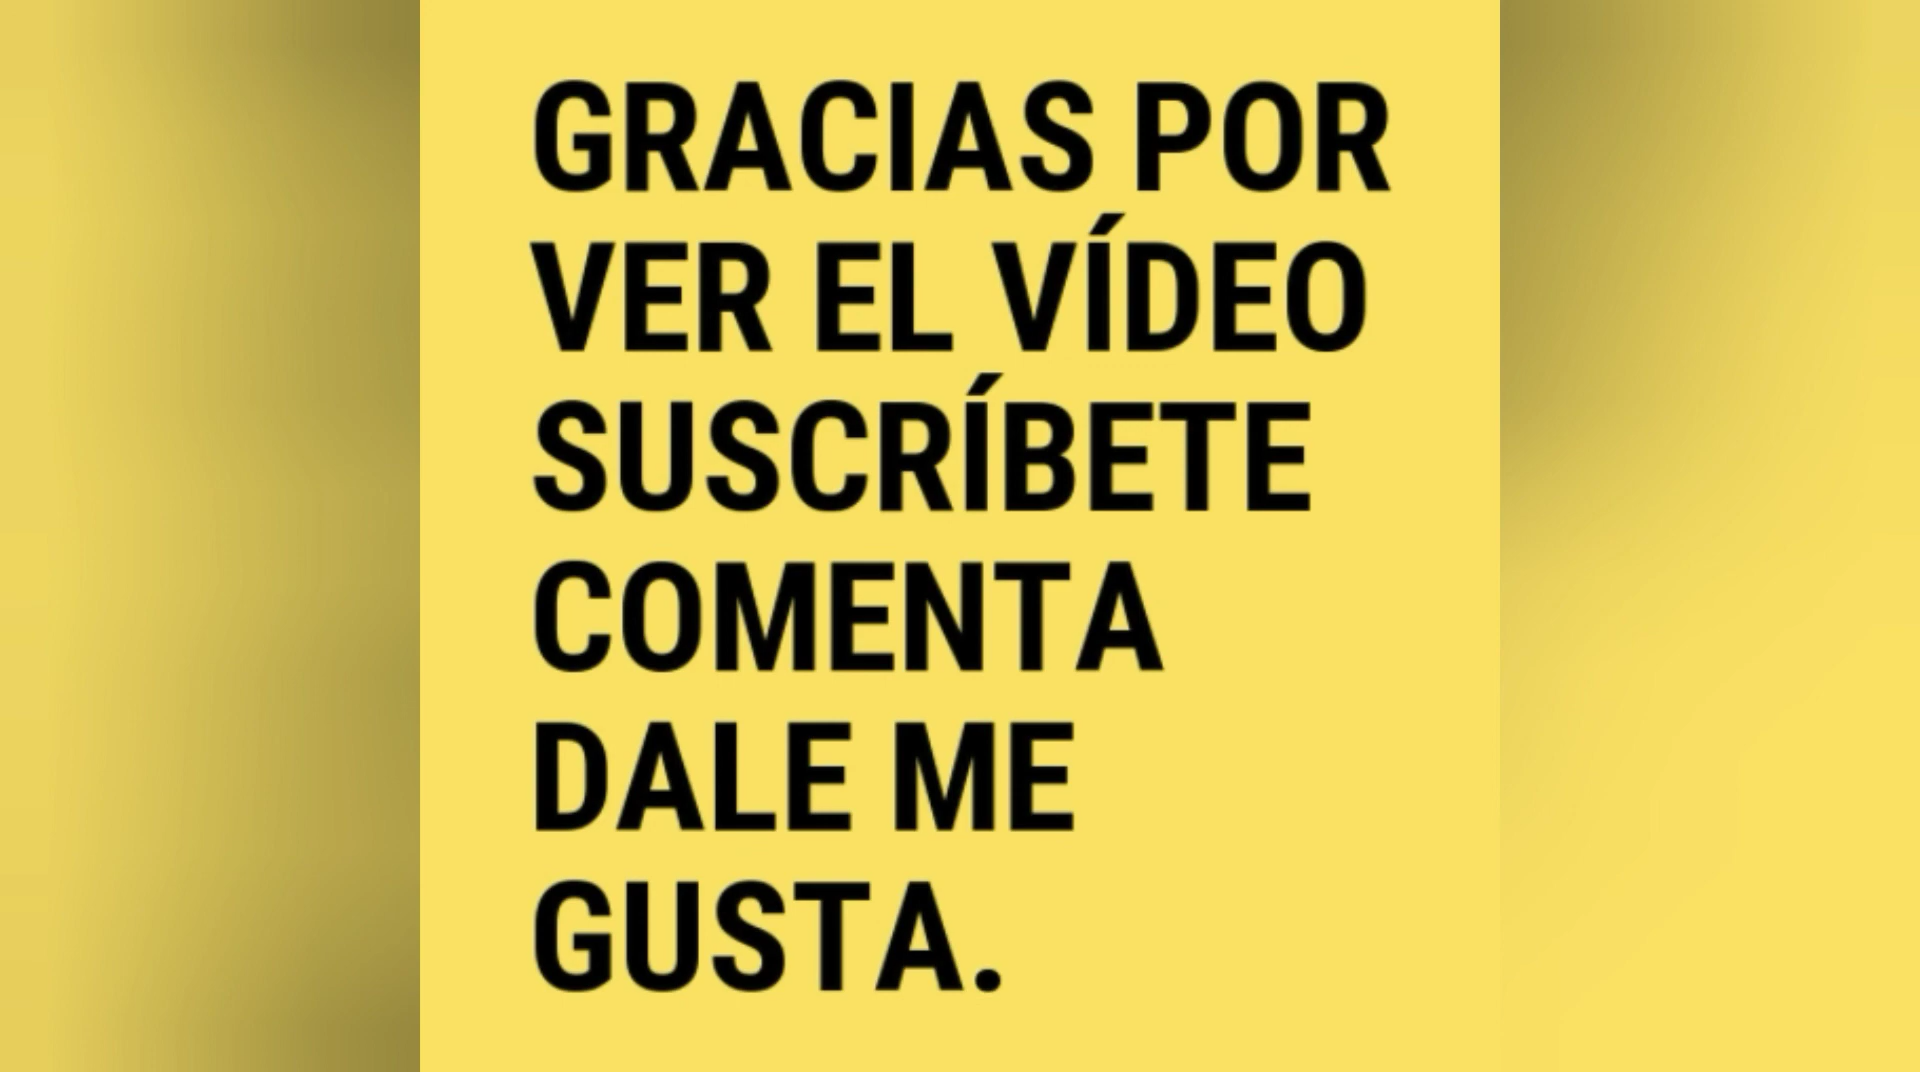 GRACIAS POR
VER EL VÍDEO
SUSCRÍBETE
COMENTA
DALE ME
GUSTA.